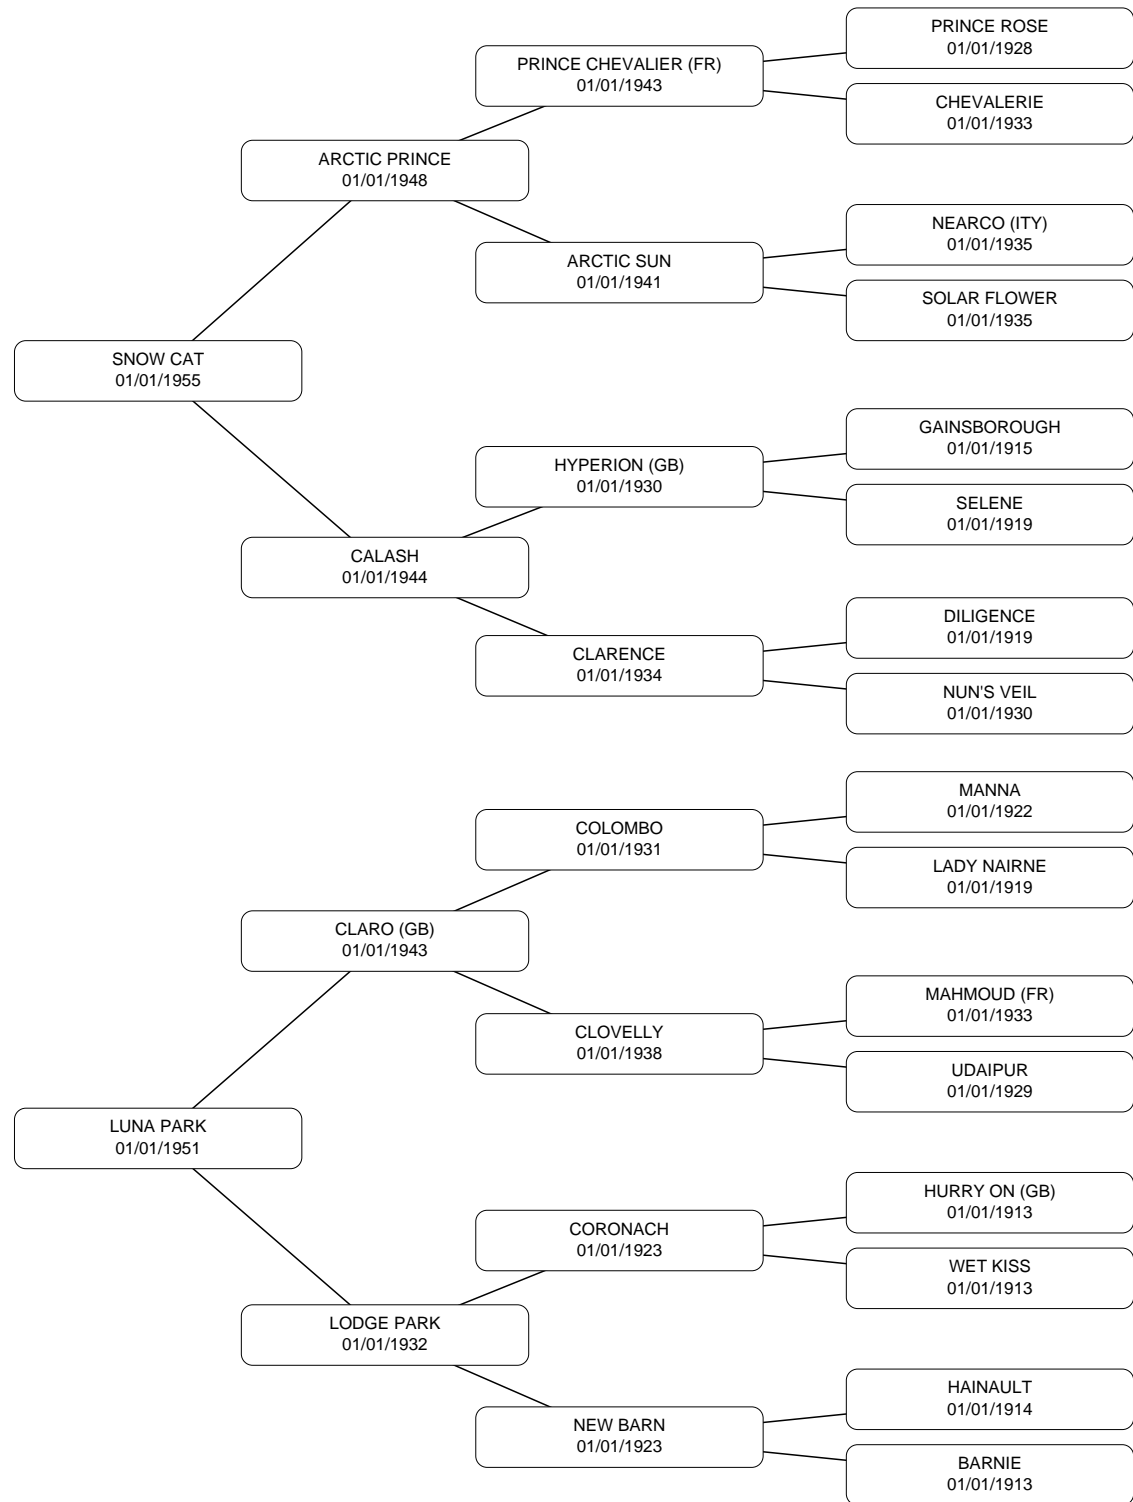 PRINCE ROSE
01/01/1928
PRINCE CHEVALIER (FR)
01/01/1943
CHEVALERIE
01/01/1933
ARCTIC PRINCE
01/01/1948
NEARCO (ITY)
01/01/1935
ARCTIC SUN
01/01/1941
SOLAR FLOWER
01/01/1935
SNOW CAT
01/01/1955
GAINSBOROUGH
01/01/1915
HYPERION (GB)
01/01/1930
SELENE
01/01/1919
CALASH
01/01/1944
DILIGENCE
01/01/1919
CLARENCE
01/01/1934
NUN'S VEIL
01/01/1930
MANNA
01/01/1922
COLOMBO
01/01/1931
LADY NAIRNE
01/01/1919
CLARO (GB)
01/01/1943
MAHMOUD (FR)
01/01/1933
CLOVELLY
01/01/1938
UDAIPUR
01/01/1929
LUNA PARK
01/01/1951
HURRY ON (GB)
01/01/1913
CORONACH
01/01/1923
WET KISS
01/01/1913
LODGE PARK
01/01/1932
HAINAULT
01/01/1914
NEW BARN
01/01/1923
BARNIE
01/01/1913